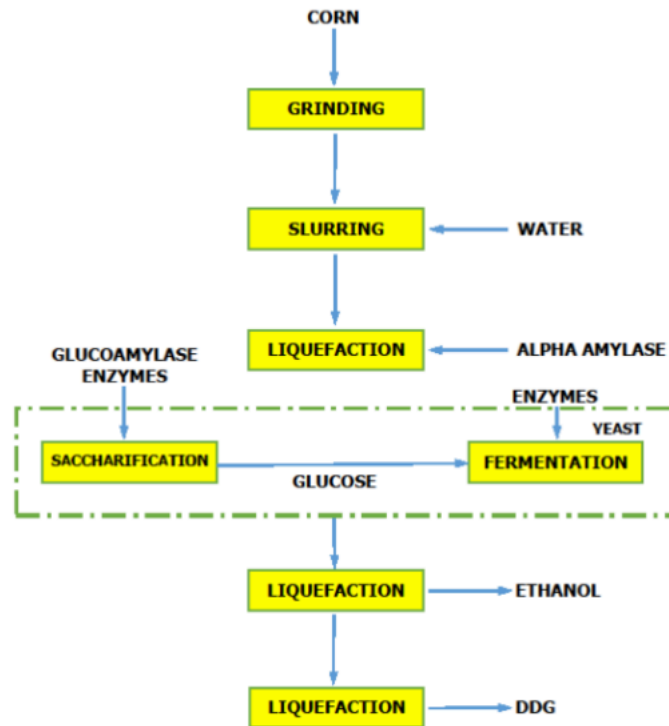 CORN
GRINDING
SLURRING
WATER
LIQUEFACTION
ALPHA AMYLASE
GLUCOAMYLASE
ENZYMES
ENZYMES
YEAST
SACCHARIFICATION
GLUCOSE
FERMENTATION
LIQUEFACTION
ETHANOL
LIQUEFACTION
DDG